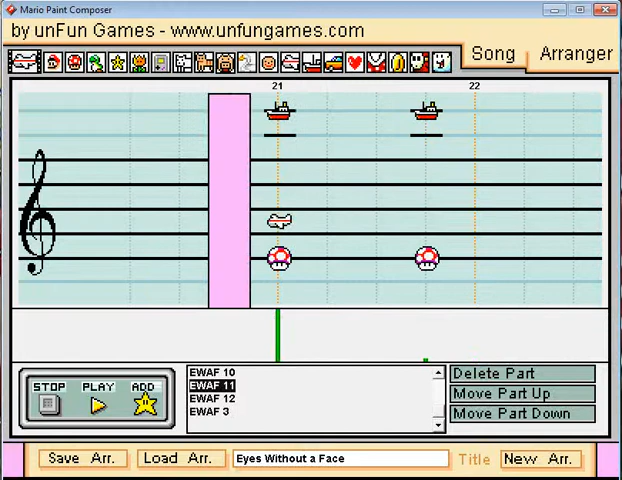 Mario Paint Composer
by unFun Games - www.unfungames.com
Song
Arranger
21
22
STOP
PLAY
ADD
EWAF 10
EWAF 11
EWAF 12
EWAF 3
Delete Part
Move Part Up
Move Part Down
Save Arr.
Load Arr.
Eyes Without a Face
Title
New Arr.